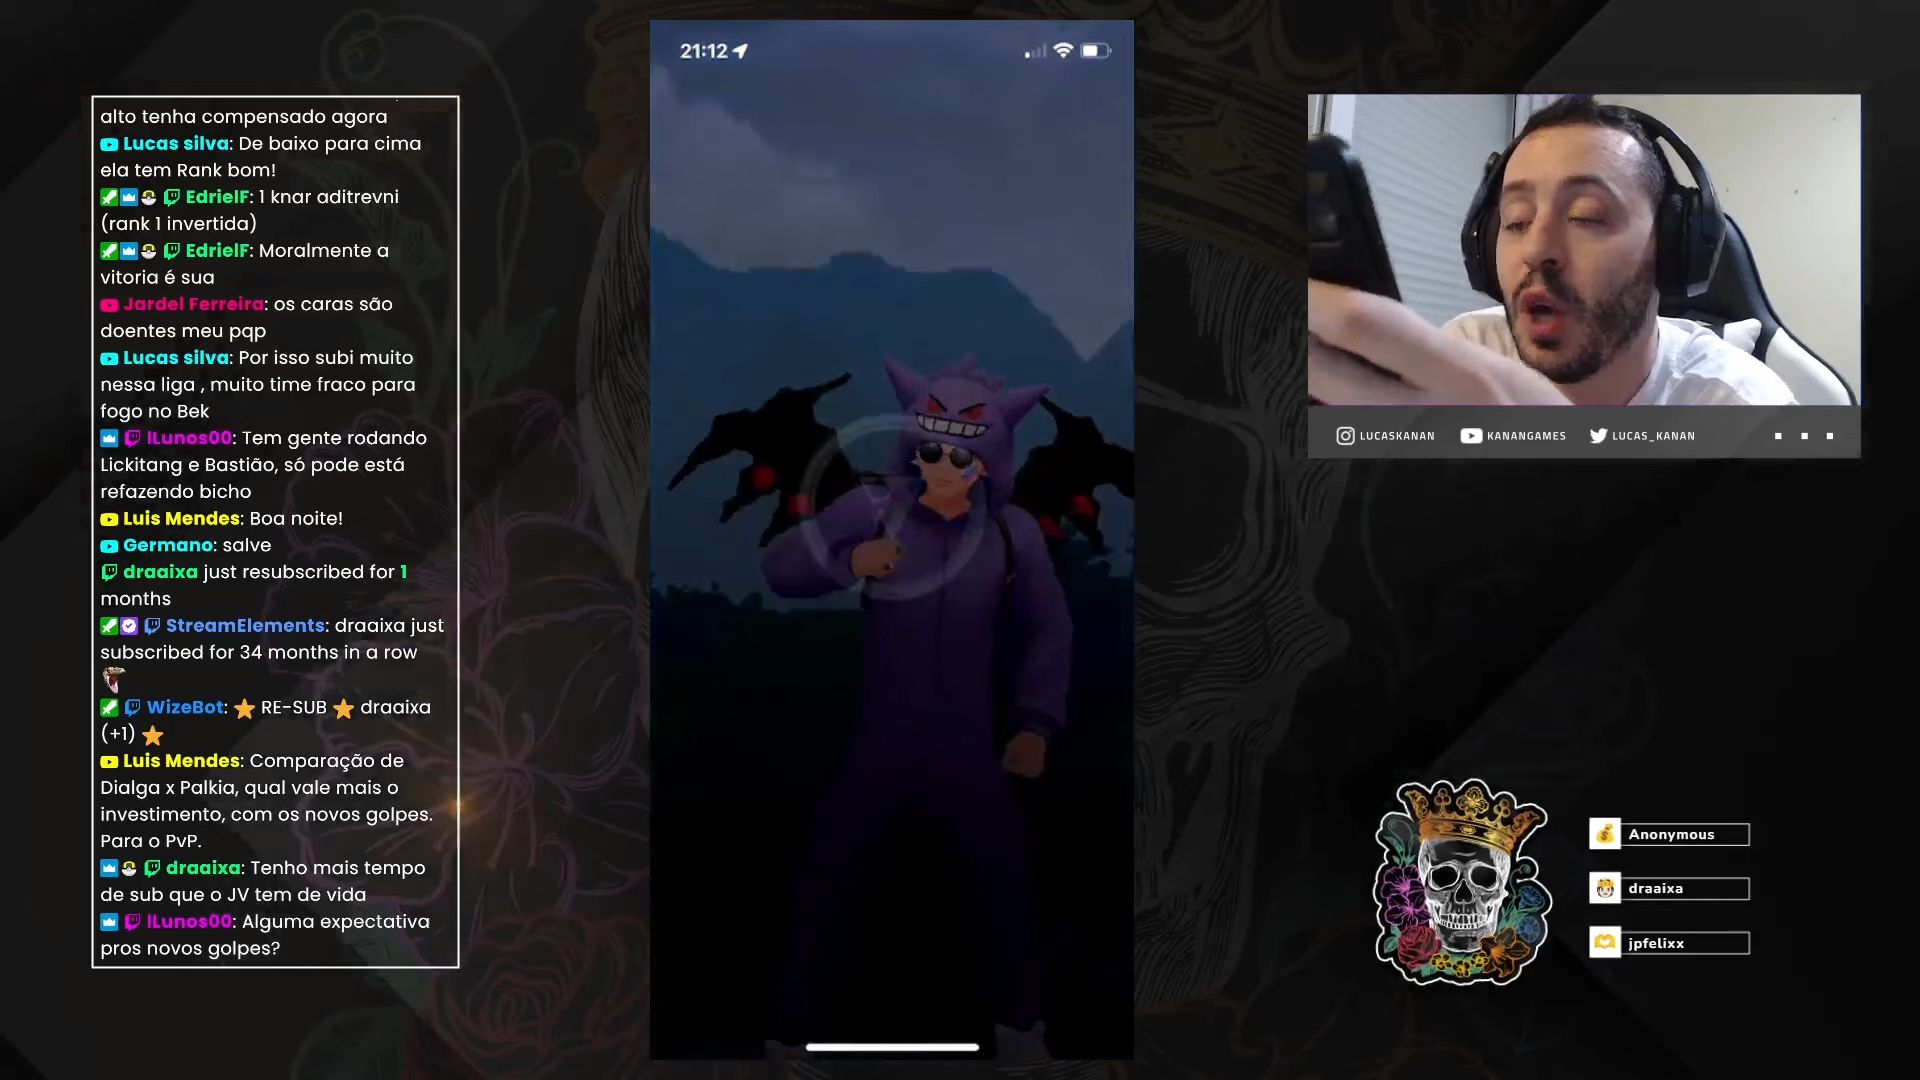 alto tenha compensado agora
Lucas silva: De baixo para cima
ela tem Rank bom!
EdrielF: 1 knar aditrevni
(rank 1 invertida)
EdrielF: Moralmente a
vitoria é sua
Jardel Ferreira: os caras são
doentes meu pqp
Lucas silva: Por isso subi muito
nessa liga , muito time fraco para
fogo no Bek
lLunos00: Tem gente rodando
Lickitang e Bastião, só pode está
refazendo bicho
Luis Mendes: Boa noite!
Germano: salve
draaixa just resubscribed for 1
months
StreamElements: draaixa just
subscribed for 34 months in a row
WizeBot: RE-SUB draaixa
(+1)
Luis Mendes: Comparação de
Dialga x Palkia, qual vale mais o
investimento, com os novos golpes.
Para o PvP.
draaixa: Tenho mais tempo
de sub que o JV tem de vida
lLunos00: Alguma expectativa
pros novos golpes?
21:12
LUCASKANAN
KANANGAMES
LUCAS_KANAN
Anonymous
draaixa
jpfelixx